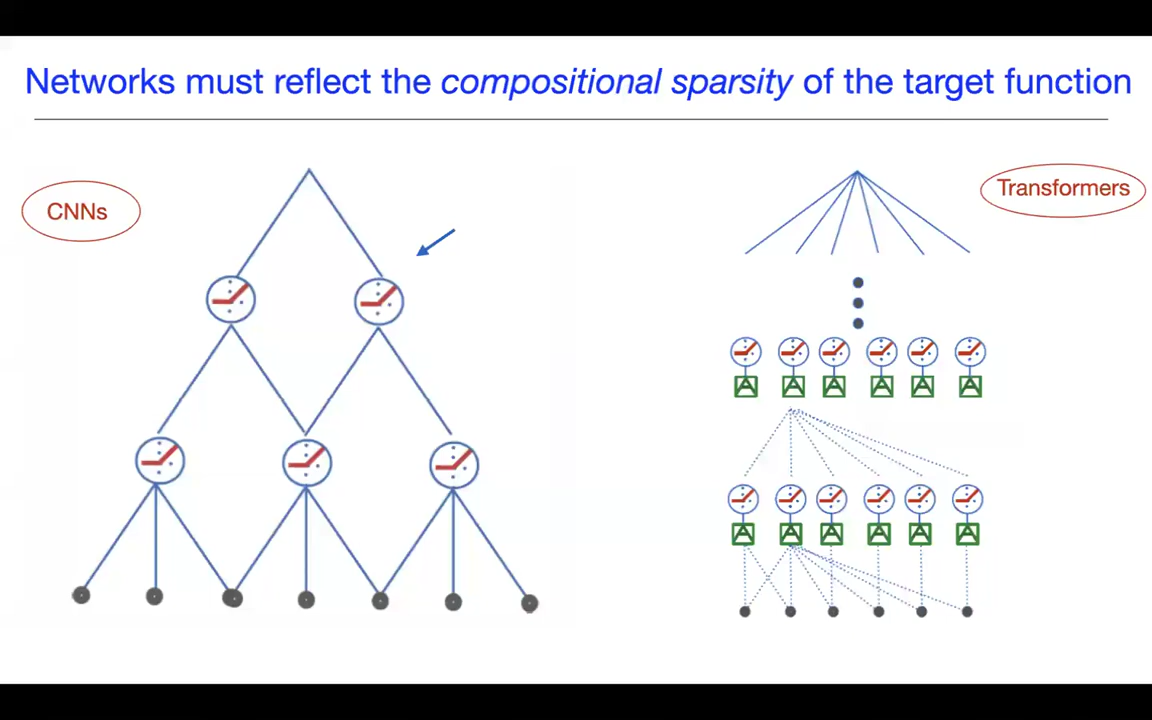 Networks must reflect the compositional sparsity of the target function
CNNs
Transformers
A A A A A A
A A A A A A